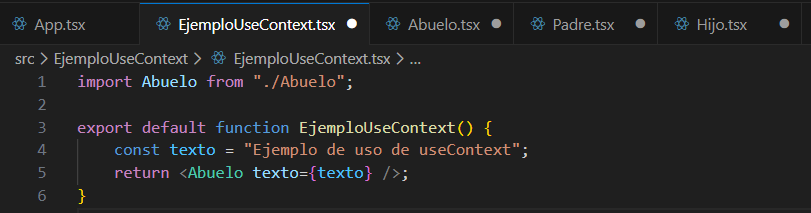 App.tsx EjemploUseContext.tsx Abuelo.tsx Padre.tsx Hijo.tsx
src > EjemploUseContext > EjemploUseContext.tsx > ...
1 import Abuelo from "./Abuelo";
2
3 export default function EjemploUseContext() {
4 const texto = "Ejemplo de uso de useContext";
5 return <Abuelo texto={texto} />;
6 }